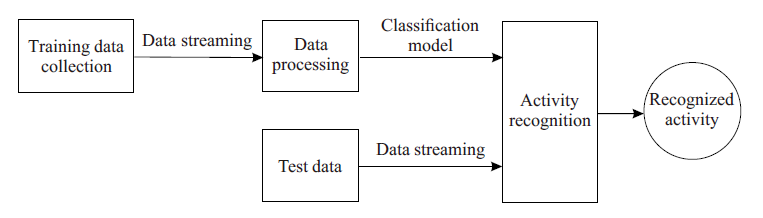 Training data
collection
Data streaming
Data
processing
Classification
model
Activity
recognition
Recognized
activity
Test data
Data streaming